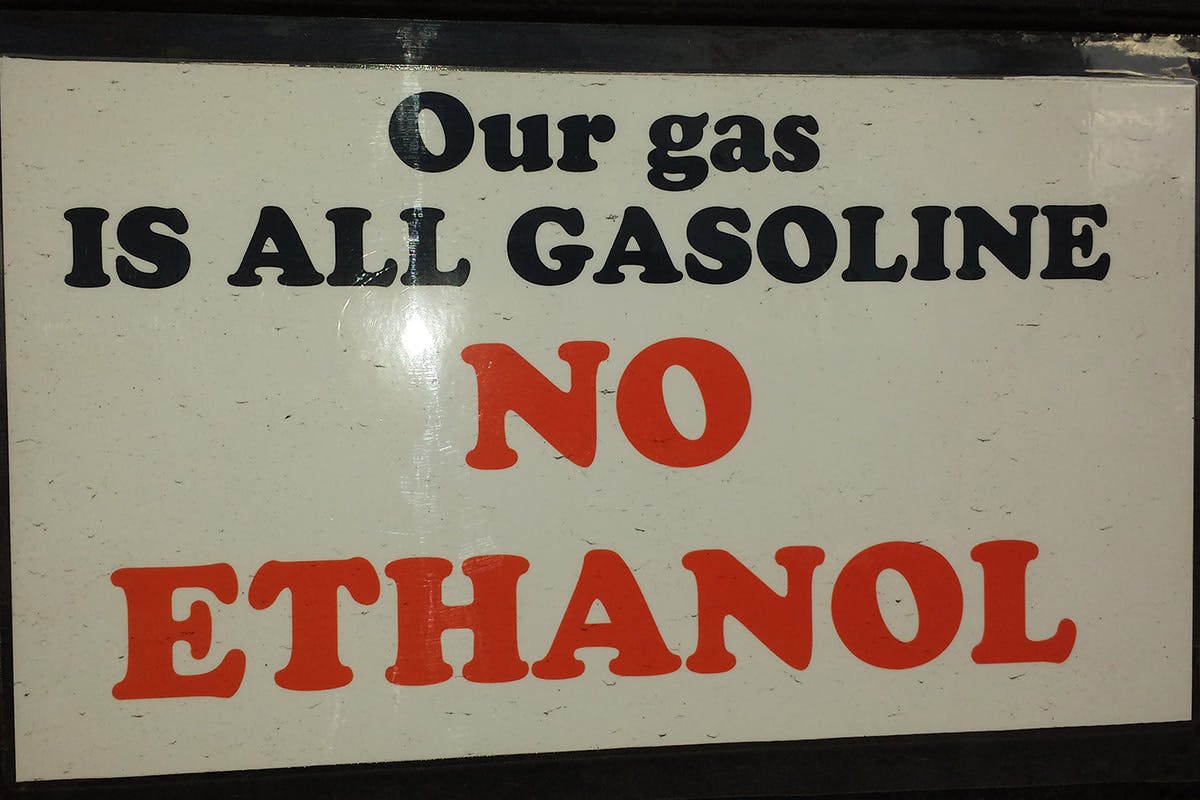 Our gas
IS ALL GASOLINE
NO
ETHANOL